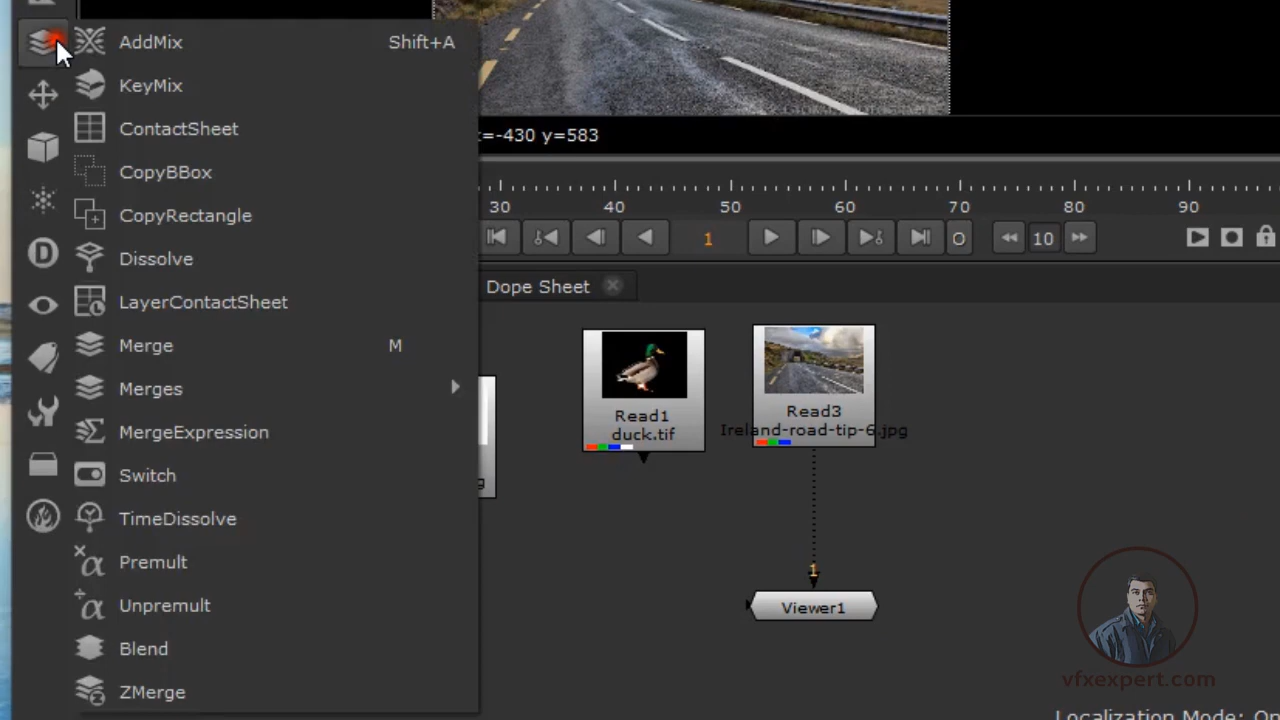 AddMix Shift+A
KeyMix
ContactSheet
CopyBBox
CopyRectangle
Dissolve
LayerContactSheet
Merge M
Merges
MergeExpression
Switch
TimeDissolve
Premult
Unpremult
Blend
ZMerge
=-430 y=583
30 40 50 60 70 80 90
1 10
Dope Sheet
Read1
duck.tif
Read3
Ireland-road-tip-6.jpg
g
1
Viewer1
vfxexpert.com
Localization Mode: